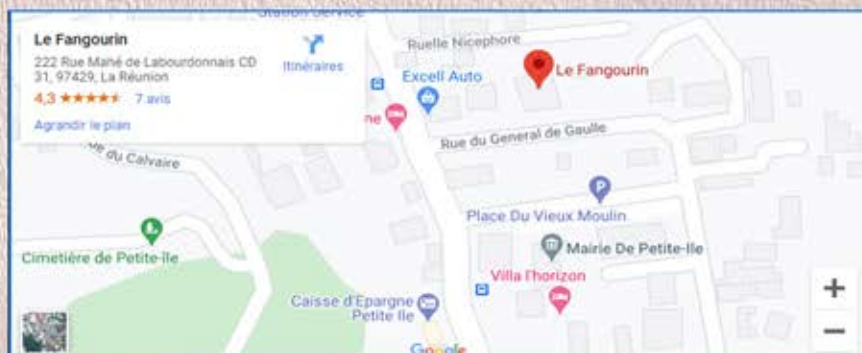 Station Service
Le Fangourin
222 Rue Mahé de Labourdonnais CD
31, 97429, La Réunion
Itinéraires
4,3 7 avis
Agrandir le plan
Ruelle Nicephore
Excell Auto
Le Fangourin
ne
Rue du General de Gaulle
ue du Calvaire
Place Du Vieux Moulin
Cimetière de Petite-Ile
Mairie De Petite-Ile
Villa l'horizon
Caisse d'Epargne
Petite Ile
P
+
−
Google